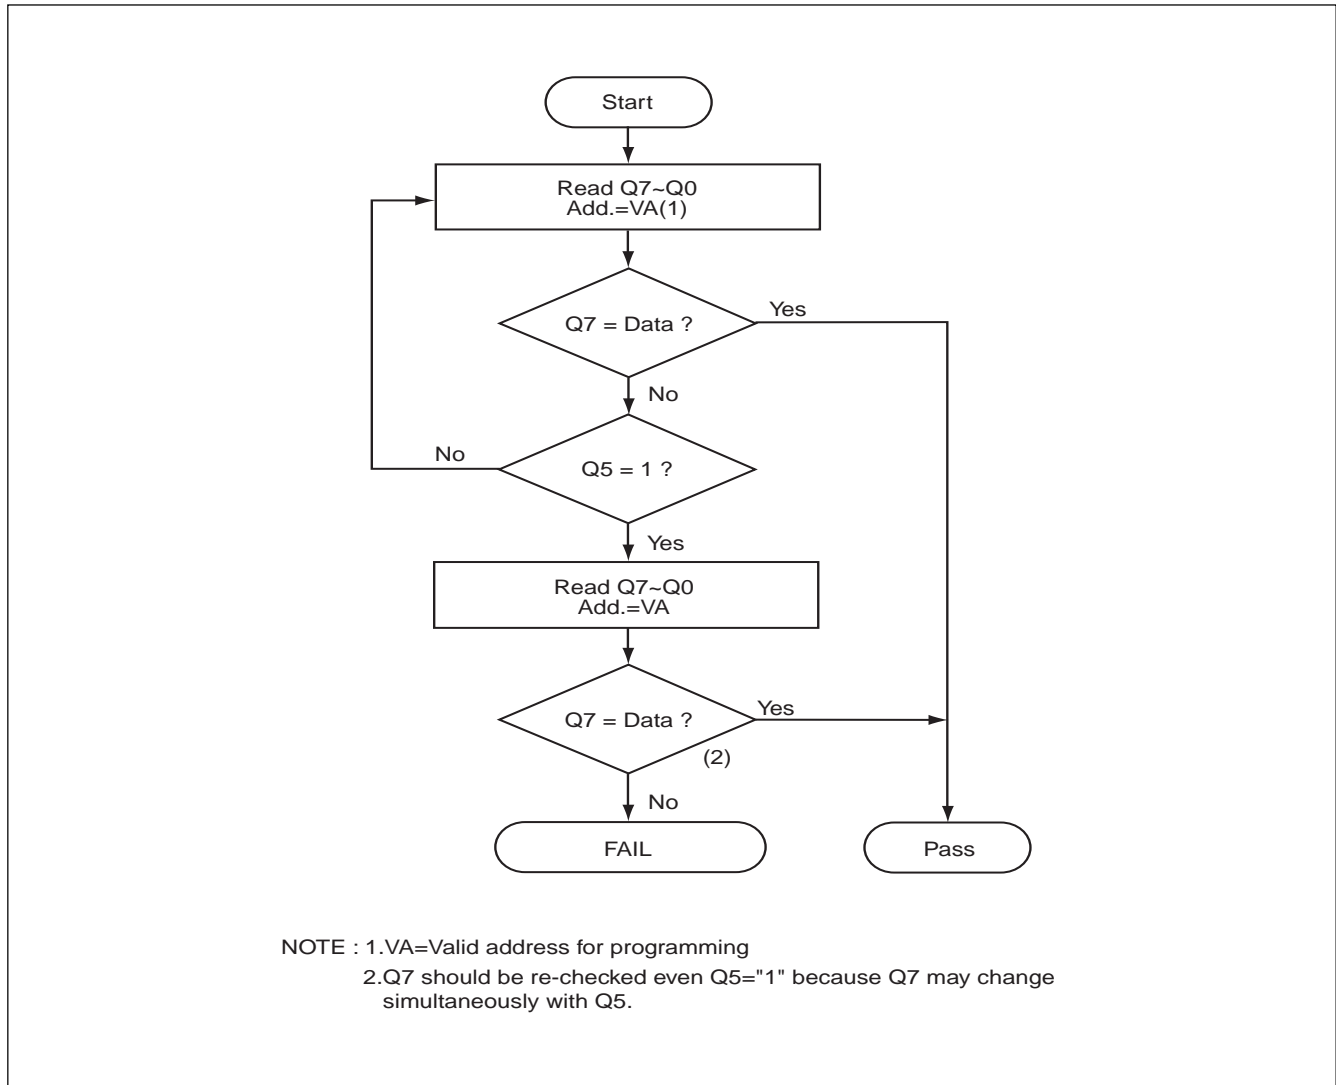 Start
Read Q7~Q0
Add.=VA(1)
Q7 = Data ?
Yes
No
No
Q5 = 1 ?
Yes
Read Q7~Q0
Add.=VA
Q7 = Data ?
Yes
(2)
No
FAIL
Pass
NOTE : 1.VA=Valid address for programming
2.Q7 should be re-checked even Q5="1" because Q7 may change
simultaneously with Q5.